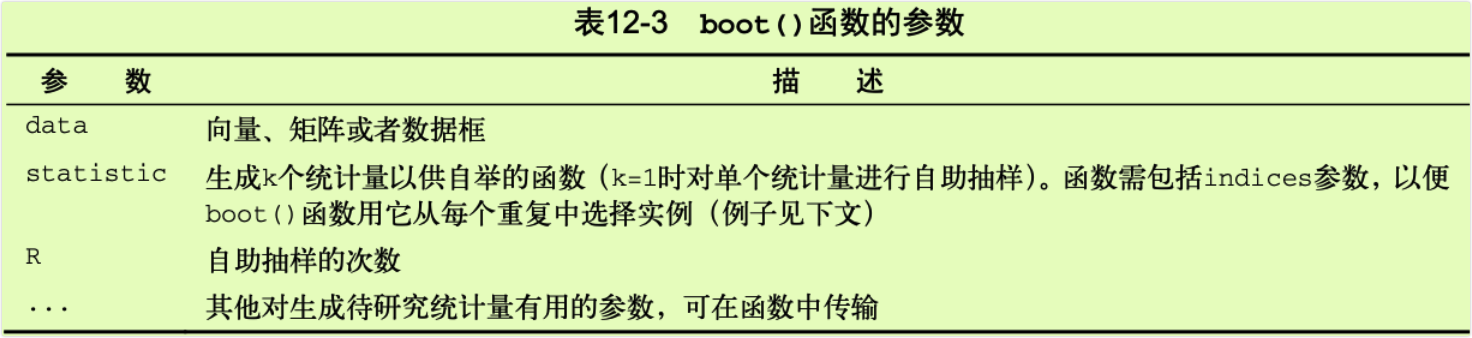 表12-3 boot()函数的参数
参 数 描 述
data 向量、矩阵或者数据框
statistic 生成k个统计量以供自举的函数（k=1时对单个统计量进行自助抽样）。函数需包括indices参数，以便
boot()函数用它从每个重复中选择实例（例子见下文）
R 自助抽样的次数
... 其他对生成待研究统计量有用的参数，可在函数中传输